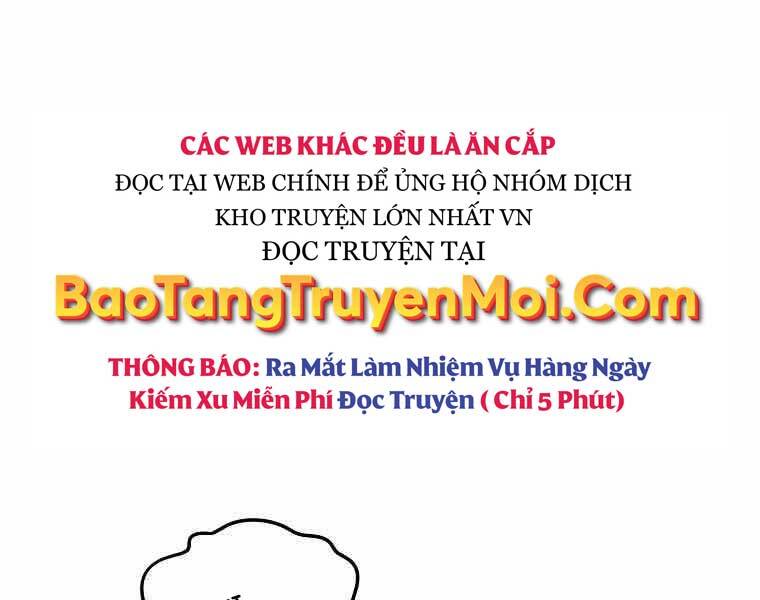 CÁC WEB KHÁC ĐỀU LÀ ĂN CẮP
ĐỌC TẠI WEB CHÍNH ĐỂ ỦNG HỘ NHÓM DỊCH
KHO TRUYỆN LỚN NHẤT VN
ĐỌC TRUYỆN TẠI
BaoTangTruyenMoi.Com
THÔNG BÁO: Ra Mắt Làm Nhiệm Vụ Hàng Ngày
Kiếm Xu Miễn Phí Đọc Truyện ( Chỉ 5 Phút)